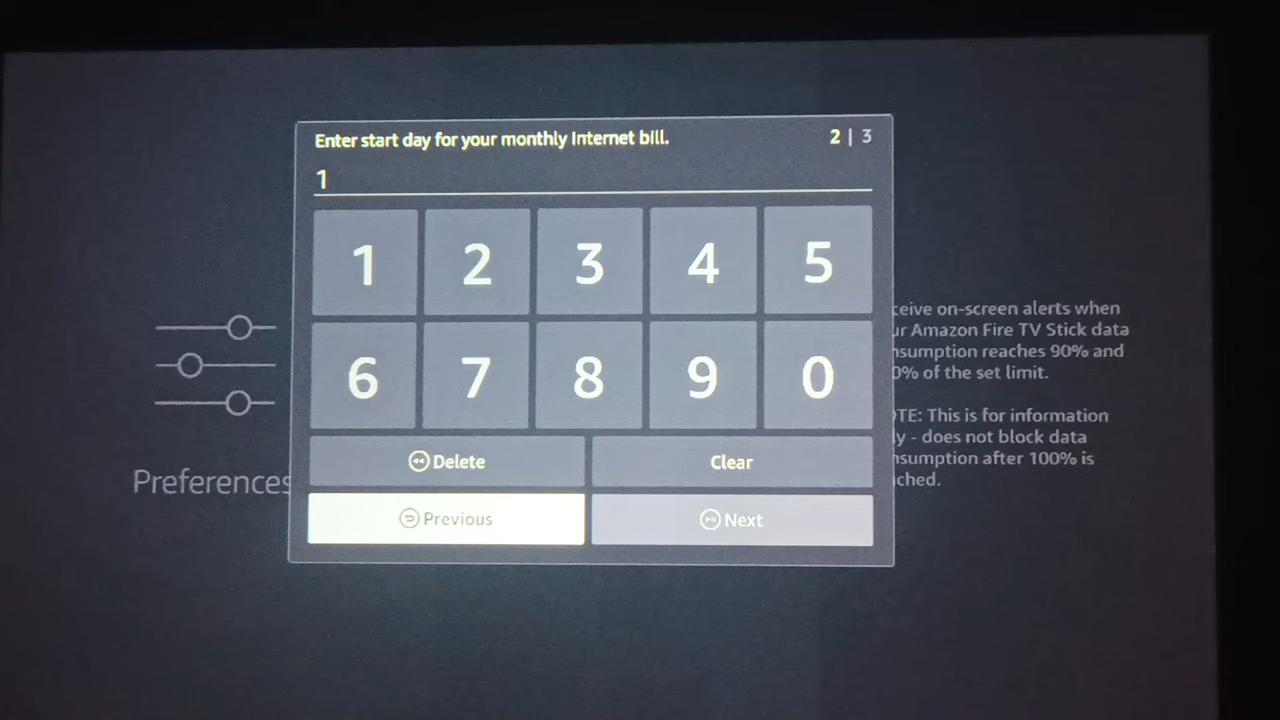 Enter start day for your monthly Internet bill.
2 | 3
1
1 2 3 4 5
6 7 8 9 0
Delete
Clear
Previous
Next
Preferences
ceive on-screen alerts when
Amazon Fire TV Stick data
nsumption reaches 90% and
0% of the set limit.
TE: This is for information
y - does not block data
nsumption after 100% is
ched.